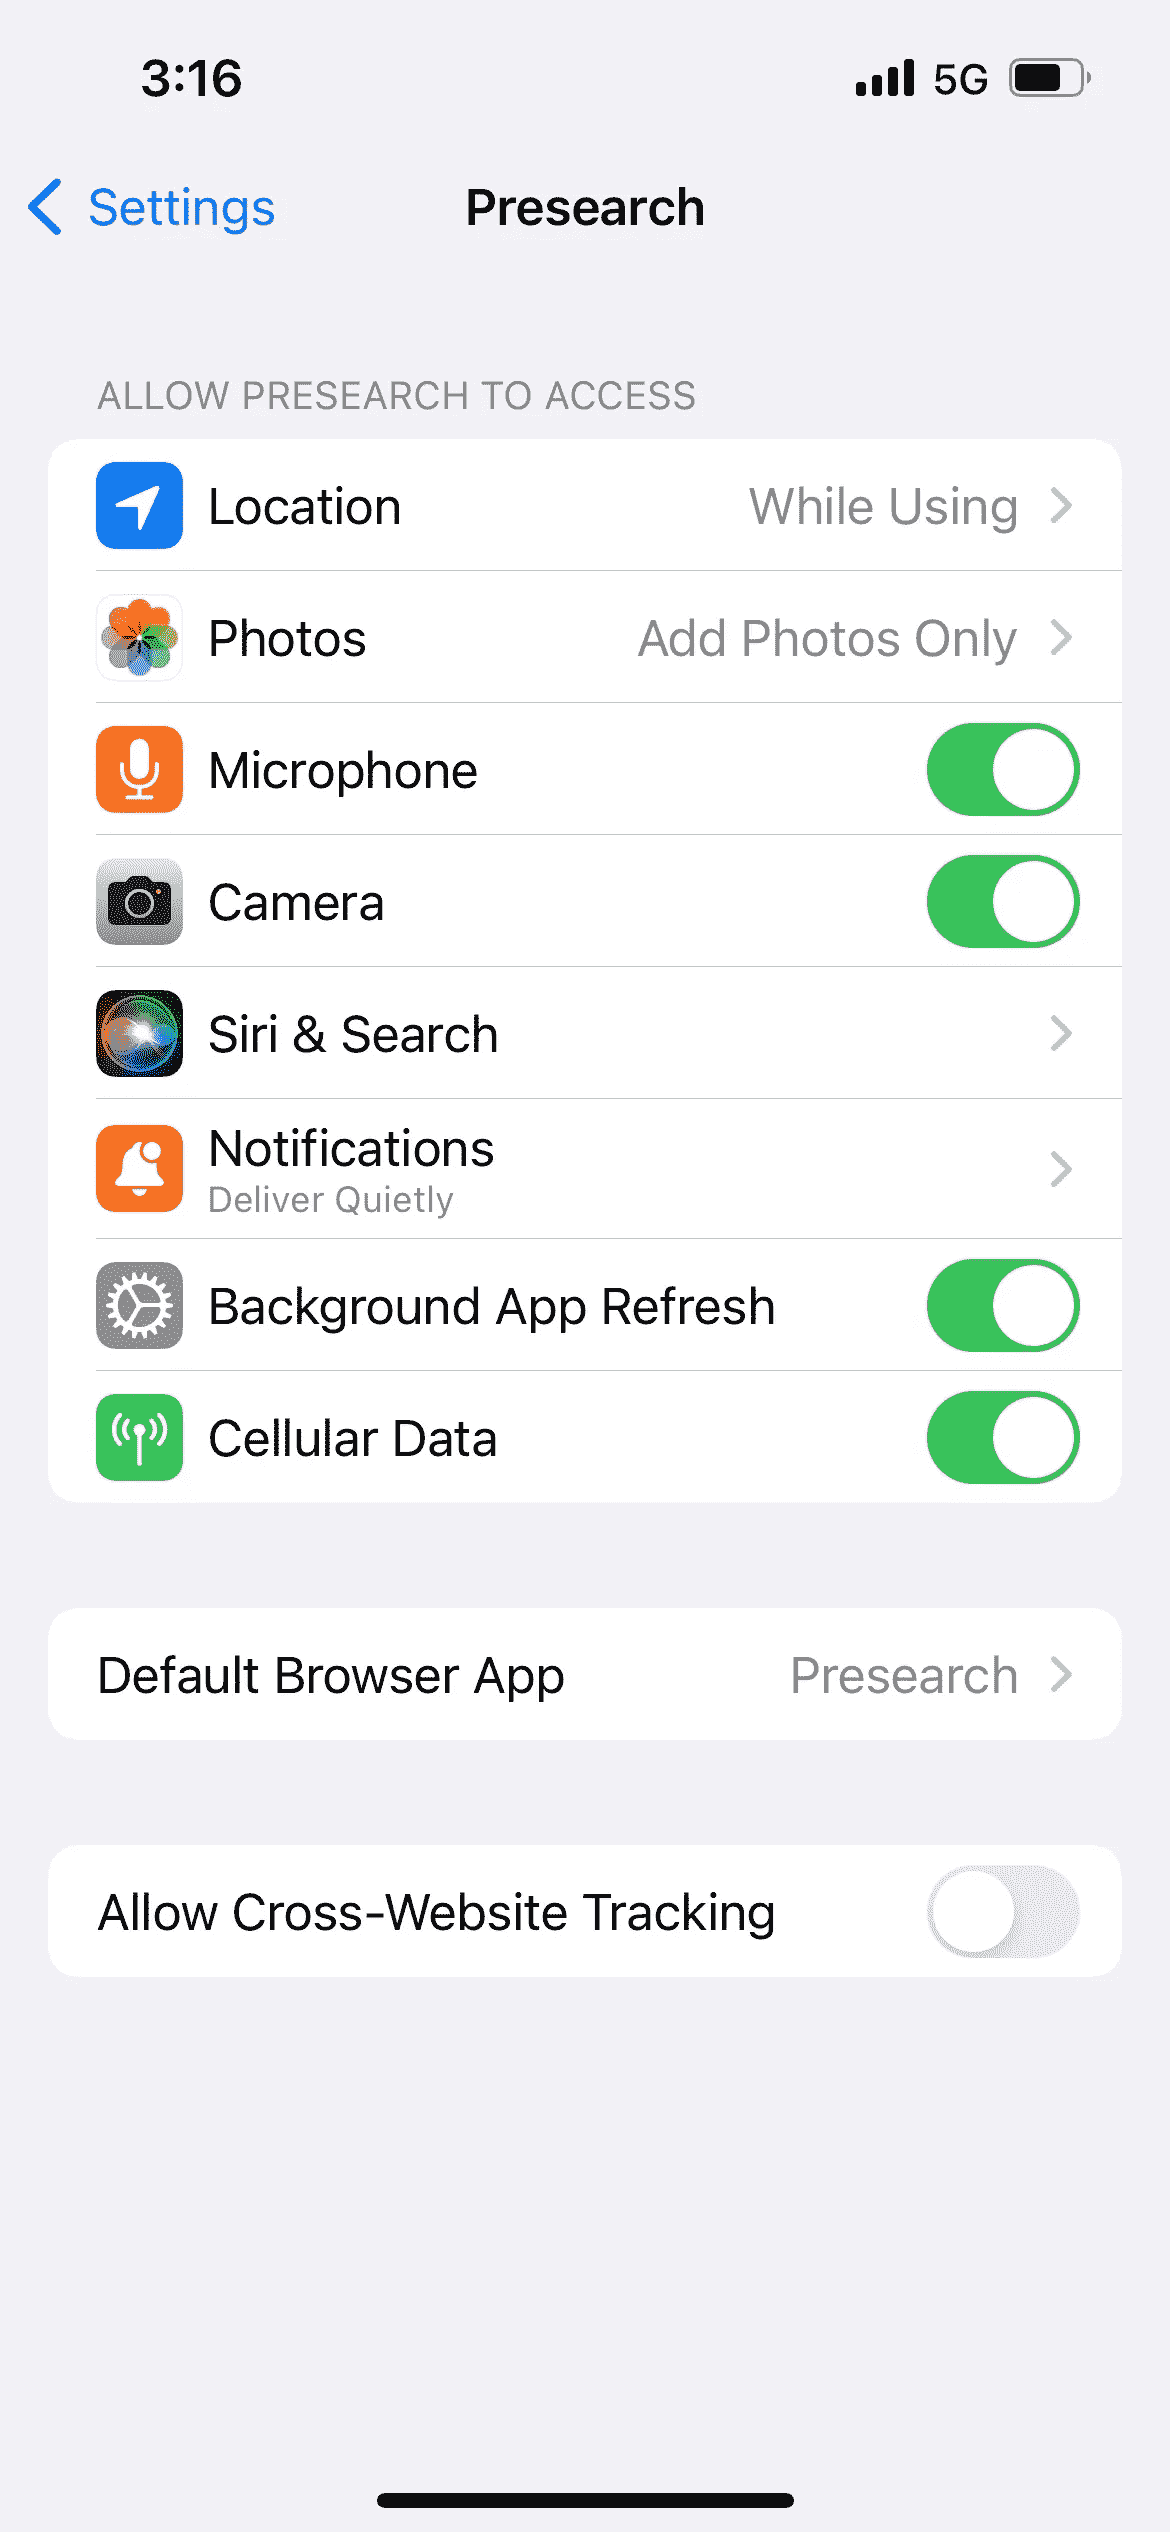 3:16
5G
Settings
Presearch
ALLOW PRESEARCH TO ACCESS
Location While Using
Photos Add Photos Only
Microphone
Camera
Siri & Search
Notifications
Deliver Quietly
Background App Refresh
Cellular Data
Default Browser App Presearch
Allow Cross-Website Tracking